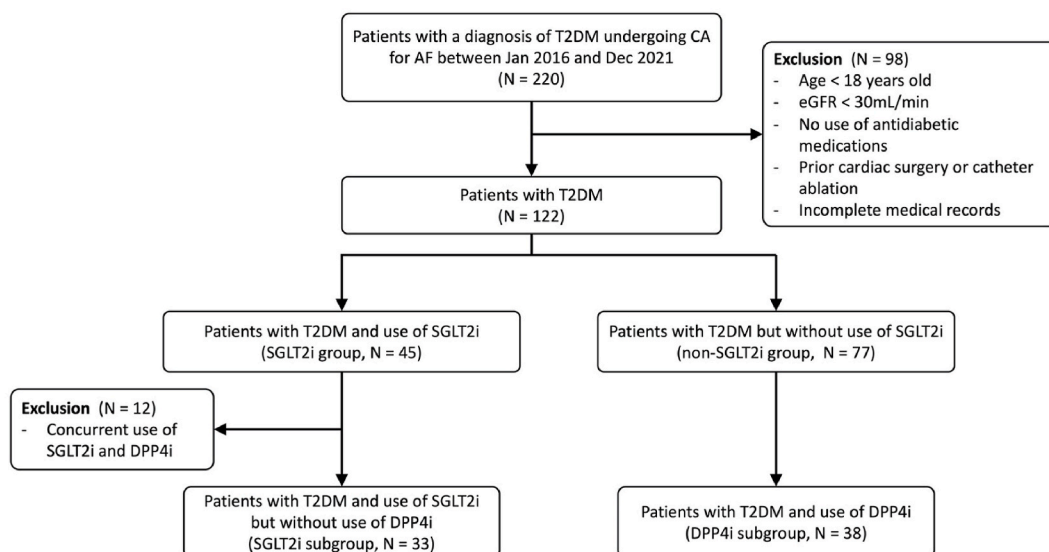 Patients with a diagnosis of T2DM undergoing CA
for AF between Jan 2016 and Dec 2021
(N = 220)
Exclusion (N = 98)
- Age < 18 years old
- eGFR < 30mL/min
- No use of antidiabetic
medications
- Prior cardiac surgery or catheter
ablation
- Incomplete medical records
Patients with T2DM
(N = 122)
Patients with T2DM and use of SGLT2i
(SGLT2i group, N = 45)
Patients with T2DM but without use of SGLT2i
(non-SGLT2i group, N = 77)
Exclusion (N = 12)
- Concurrent use of
SGLT2i and DPP4i
Patients with T2DM and use of SGLT2i
but without use of DPP4i
(SGLT2i subgroup, N = 33)
Patients with T2DM and use of DPP4i
(DPP4i subgroup, N = 38)